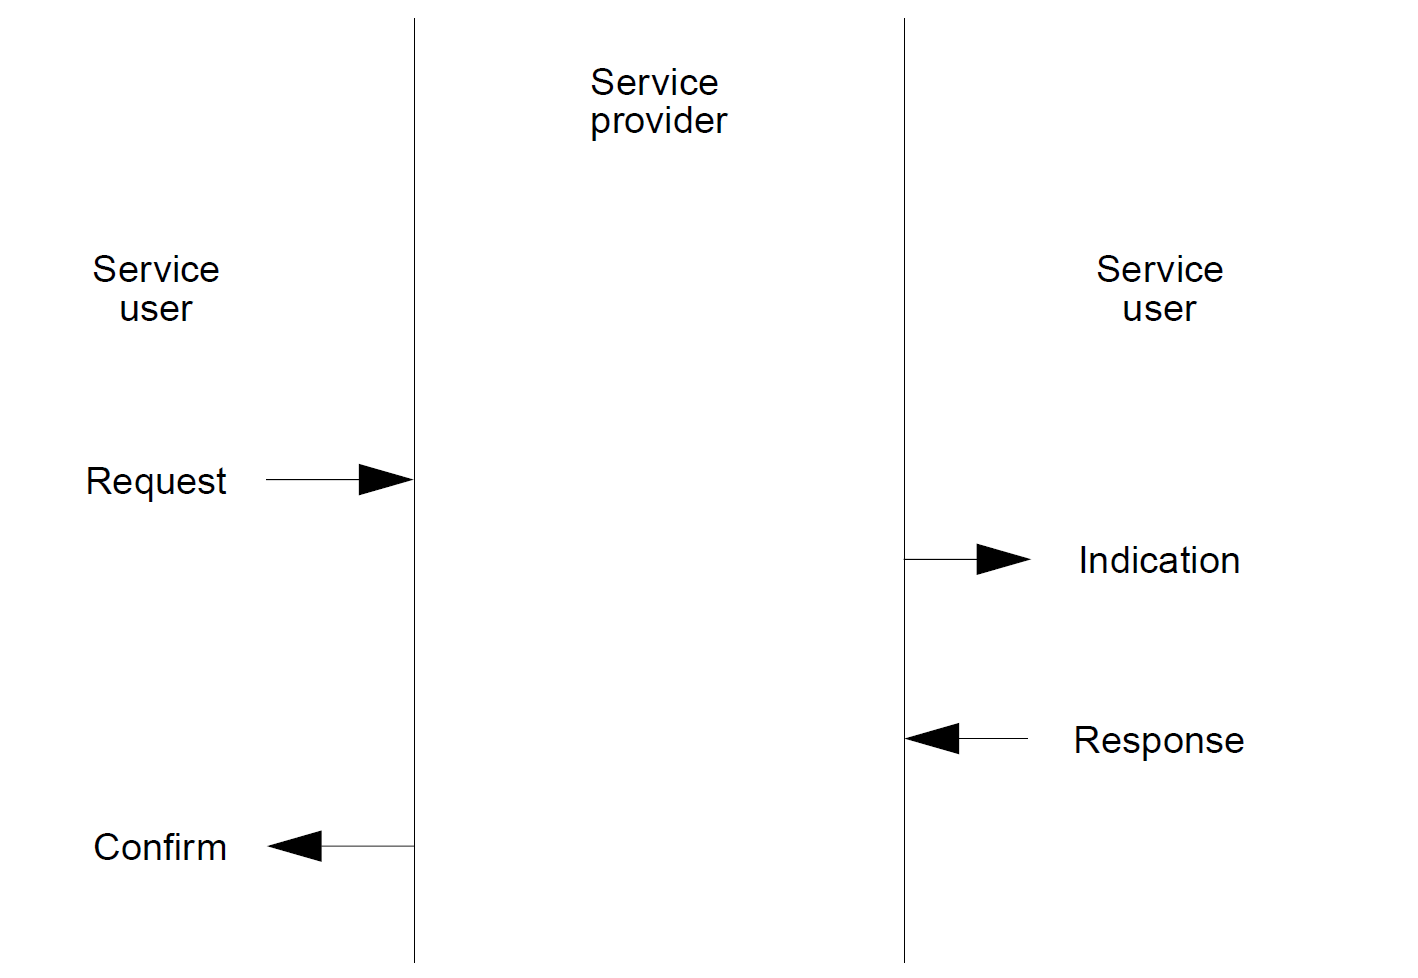 Service
provider
Service
user
Service
user
Request
Indication
Response
Confirm